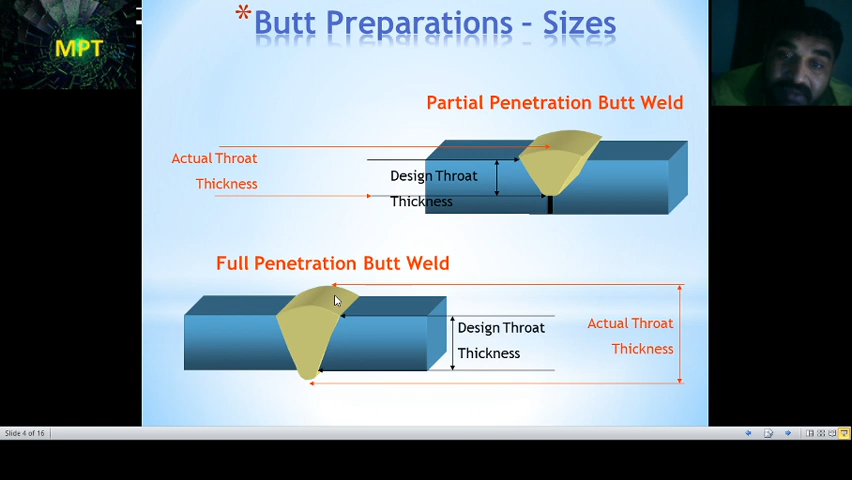 MPT
*Butt Preparations - Sizes
Partial Penetration Butt Weld
Actual Throat
Thickness
Design Throat
Thickness
Full Penetration Butt Weld
Design Throat
Thickness
Actual Throat
Thickness
Slide 4 of 16